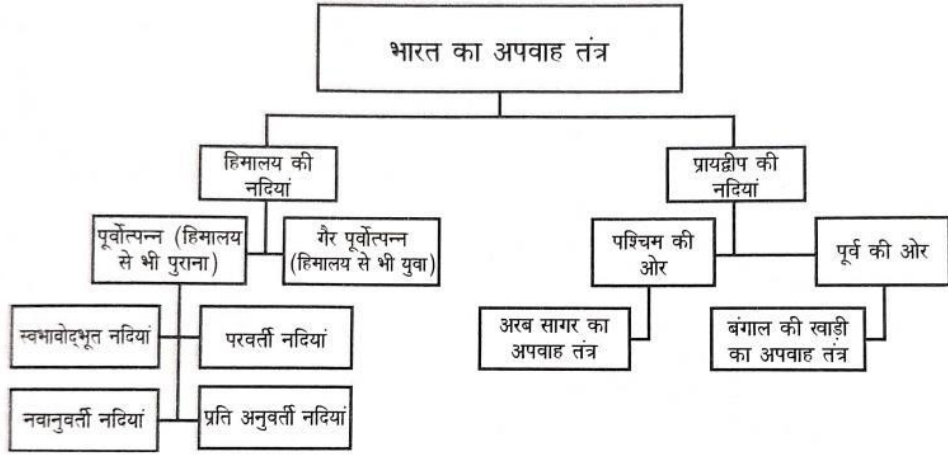 भारत का अपवाह तंत्र
हिमालय की
नदियां
प्रायद्वीप की
नदियां
पूर्वोत्पन्न (हिमालय
से भी पुराना)
गैर पूर्वोत्पन्न
(हिमालय से भी युवा)
पश्चिम की
ओर
पूर्व की ओर
स्वभावोद्भूत नदियां
परवर्ती नदियां
अरब सागर का
अपवाह तंत्र
बंगाल की खाड़ी
का अपवाह तंत्र
नवानुवर्ती नदियां
प्रति अनुवर्ती नदियां